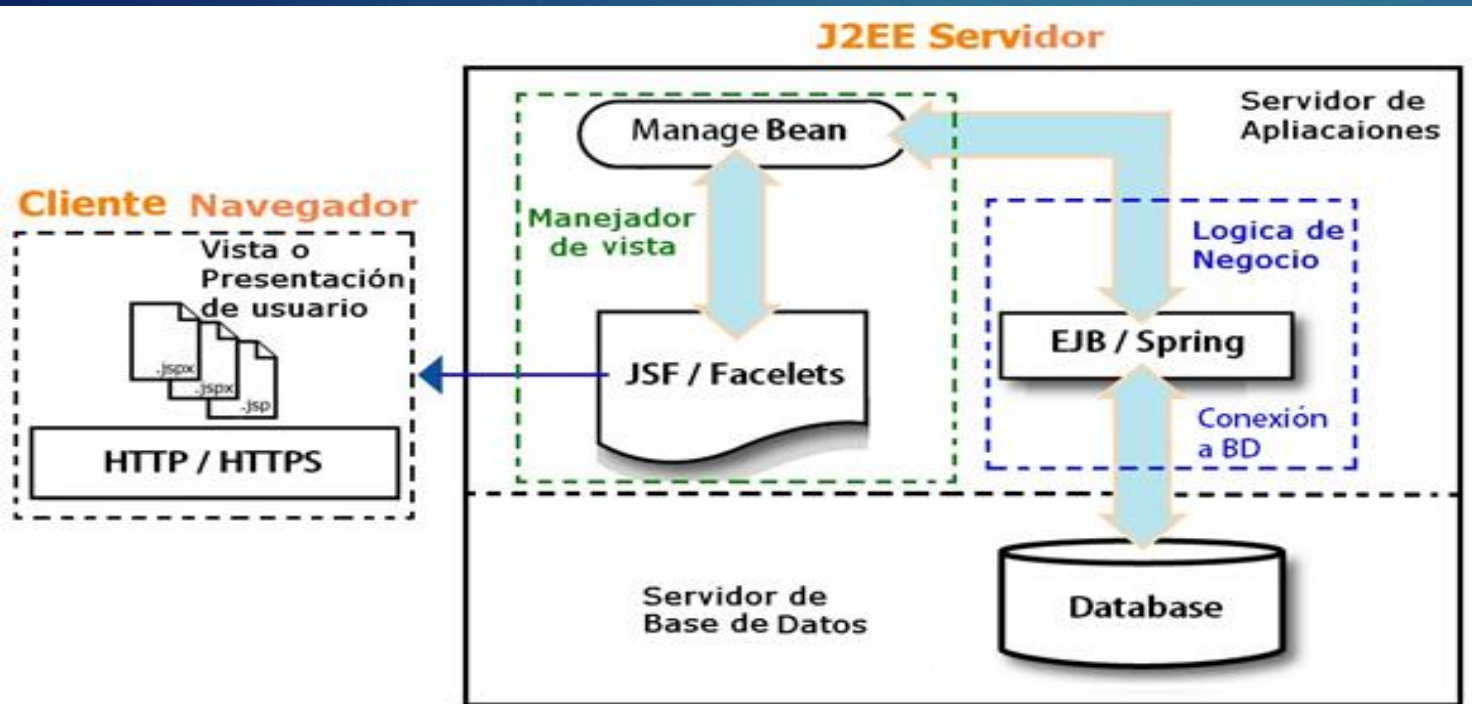 J2EE Servidor
Servidor de
Apliacaiones
Manage Bean
Cliente Navegador
Vista o
Presentación
de usuario
.jspx
.jspx
.jsp
HTTP / HTTPS
Manejador
de vista
JSF / Facelets
Logica de
Negocio
EJB / Spring
Conexión
a BD
Servidor de
Base de Datos
Database